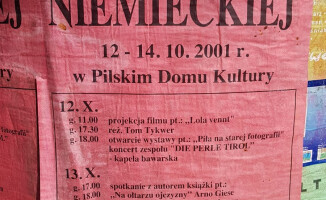 EJ NIEMIECKIEJ
12 - 14. 10. 2001 r.
w Pilskim Domu Kultury
12. X.
g. 11.00 projekcja filmu pt.: „Lola vennt"
g. 17.30 reż. Tom Tykwer
g. 18.00 otwarcie wystawy pt.: „Piła na starej fotografii"
koncert zespołu "DIE PERLE TIROL"
- kapela bawarska
13. X.
g. 17.00 spotkanie z autorem książki pt.:
g. 18.00 „Na ołtarzu ojczyzny" Arno Giese